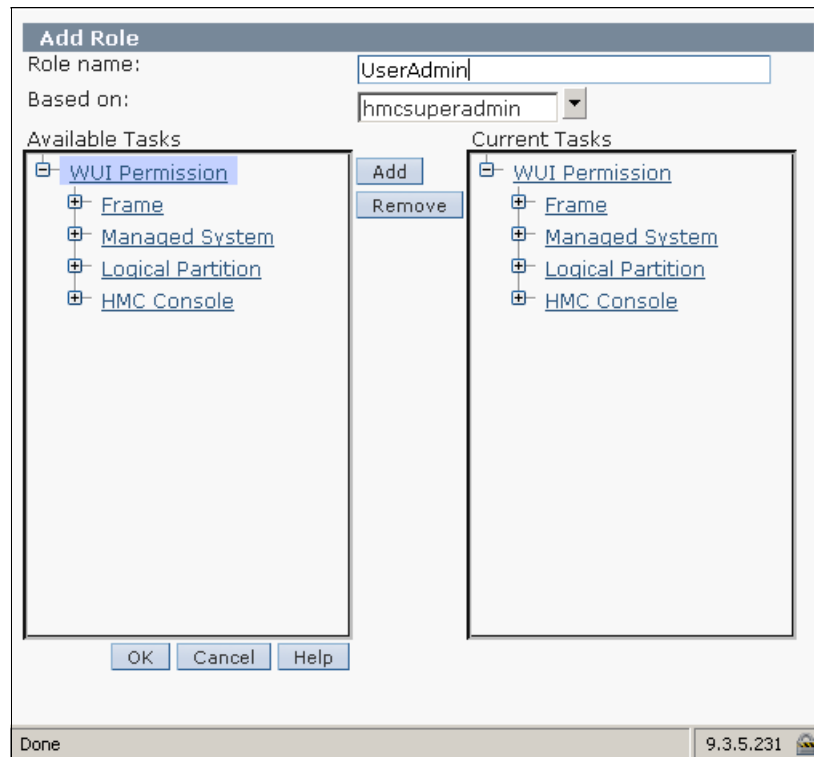 Add Role
Role name: UserAdmin
Based on: hmcsuperadmin
Available Tasks Current Tasks
WUI Permission Add WUI Permission
Frame Remove Frame
Managed System Managed System
Logical Partition Logical Partition
HMC Console HMC Console
OK Cancel Help
Done 9.3.5.231